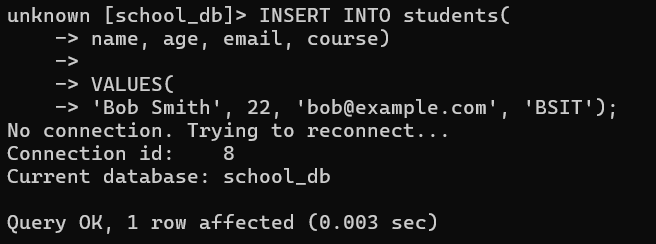 unknown [school_db]> INSERT INTO students(
    -> name, age, email, course)
    ->
    -> VALUES(
    -> 'Bob Smith', 22, 'bob@example.com', 'BSIT');
No connection. Trying to reconnect...
Connection id:    8
Current database: school_db

Query OK, 1 row affected (0.003 sec)